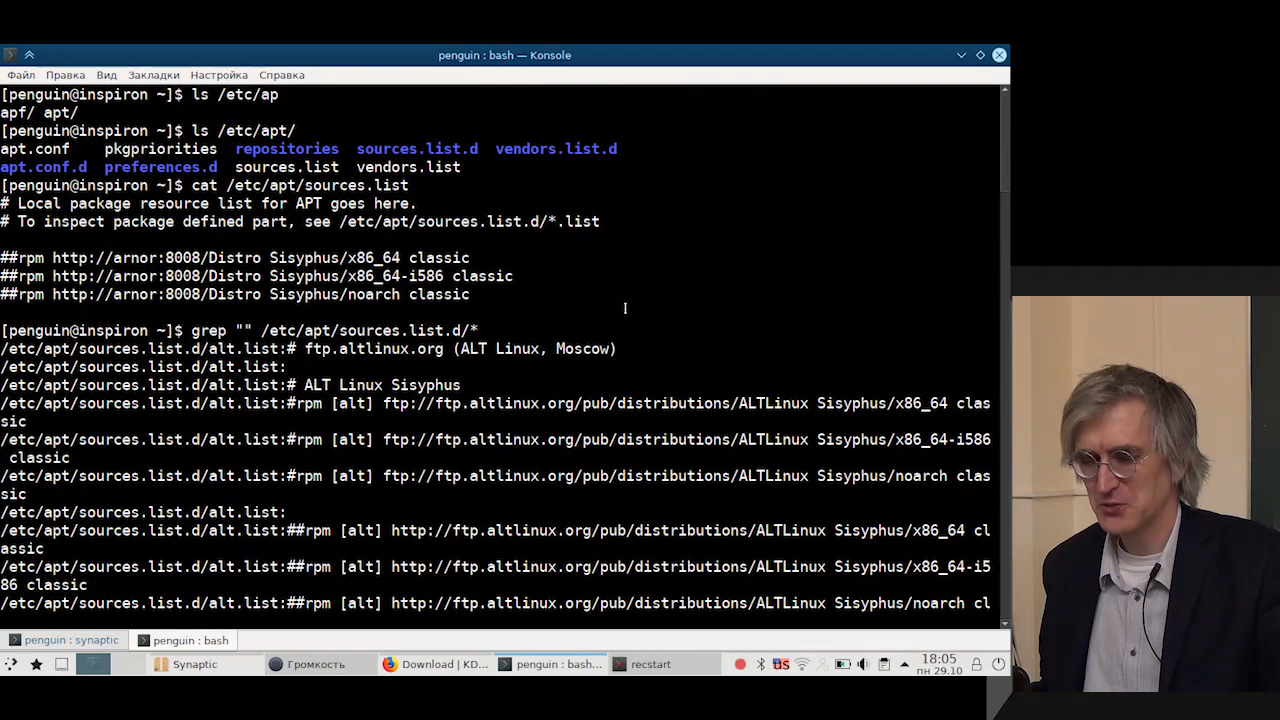 penguin : bash — Konsole
Файл Правка Вид Закладки Настройка Справка
[penguin@inspiron ~]$ ls /etc/ap
apf/ apt/
[penguin@inspiron ~]$ ls /etc/apt/
apt.conf pkgpriorities repositories sources.list.d vendors.list.d
apt.conf.d preferences.d sources.list vendors.list
[penguin@inspiron ~]$ cat /etc/apt/sources.list
# Local package resource list for APT goes here.
# To inspect package defined part, see /etc/apt/sources.list.d/*.list
##rpm http://arnor:8008/Distro Sisyphus/x86_64 classic
##rpm http://arnor:8008/Distro Sisyphus/x86_64-i586 classic
##rpm http://arnor:8008/Distro Sisyphus/noarch classic
[penguin@inspiron ~]$ grep "" /etc/apt/sources.list.d/*
/etc/apt/sources.list.d/alt.list:# ftp.altlinux.org (ALT Linux, Moscow)
/etc/apt/sources.list.d/alt.list:
/etc/apt/sources.list.d/alt.list:# ALT Linux Sisyphus
/etc/apt/sources.list.d/alt.list:#rpm [alt] ftp://ftp.altlinux.org/pub/distributions/ALTLinux Sisyphus/x86_64 clas
sic
/etc/apt/sources.list.d/alt.list:#rpm [alt] ftp://ftp.altlinux.org/pub/distributions/ALTLinux Sisyphus/x86_64-i586
classic
/etc/apt/sources.list.d/alt.list:#rpm [alt] ftp://ftp.altlinux.org/pub/distributions/ALTLinux Sisyphus/noarch clas
sic
/etc/apt/sources.list.d/alt.list:
/etc/apt/sources.list.d/alt.list:##rpm [alt] http://ftp.altlinux.org/pub/distributions/ALTLinux Sisyphus/x86_64 cl
assic
/etc/apt/sources.list.d/alt.list:##rpm [alt] http://ftp.altlinux.org/pub/distributions/ALTLinux Sisyphus/x86_64-i5
86 classic
/etc/apt/sources.list.d/alt.list:##rpm [alt] http://ftp.altlinux.org/pub/distributions/ALTLinux Sisyphus/noarch cl
penguin : synaptic penguin : bash
Synaptic Громкость Download | KD... penguin : bash... recstart US 18:05
пн 29.10